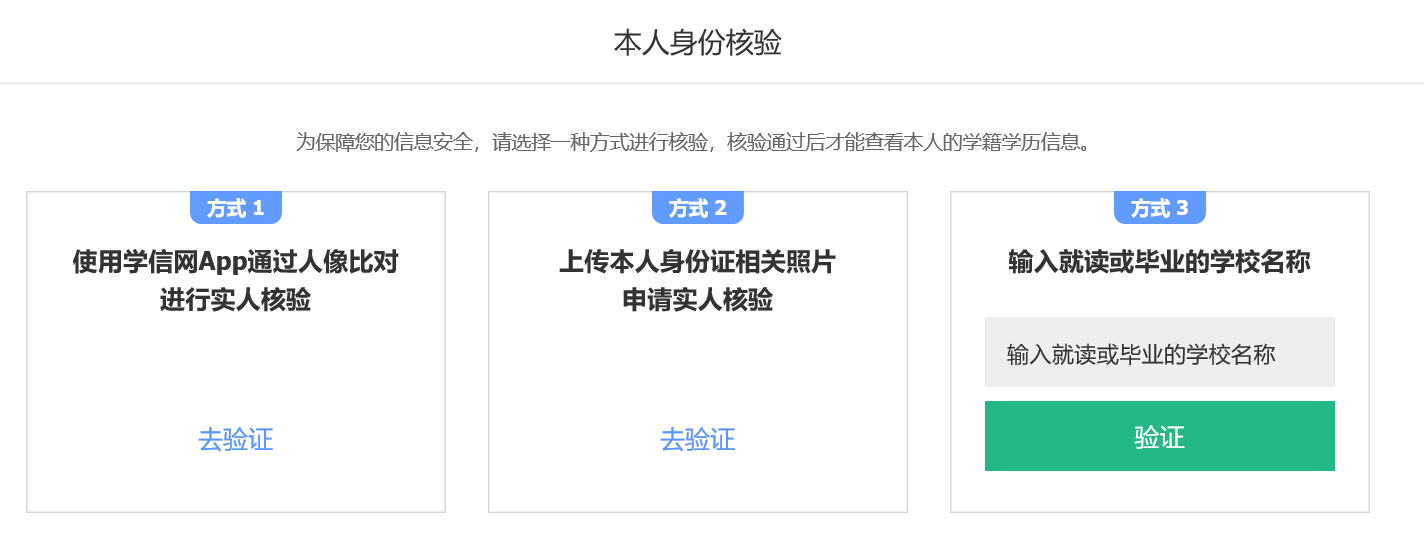 本人身份核验
为保障您的信息安全，请选择一种方式进行核验，核验通过后才能查看本人的学籍学历信息。
方式 1
使用学信网App通过人像比对
进行实人核验
去验证
方式 2
上传本人身份证相关照片
申请实人核验
去验证
方式 3
输入就读或毕业的学校名称
输入就读或毕业的学校名称
验证